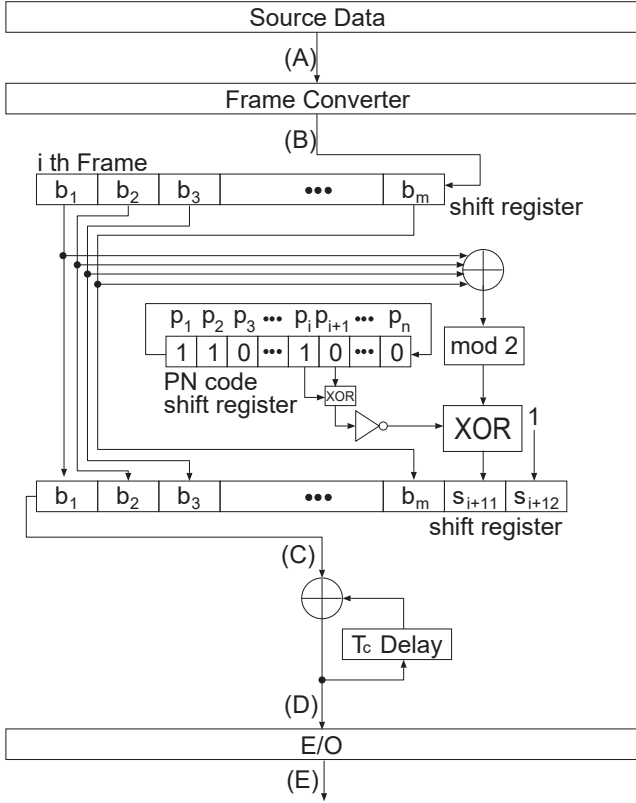 Source Data
(A)
Frame Converter
(B)
i th Frame
b1 b2 b3 ••• bm
shift register
p1 p2 p3 ••• pi pi+1 ••• pn
1 1 0 ••• 1 0 ••• 0
mod 2
PN code
shift register
XOR
XOR
1
b1 b2 b3 ••• bm si+11 si+12
shift register
(C)
Tc Delay
(D)
E/O
(E)